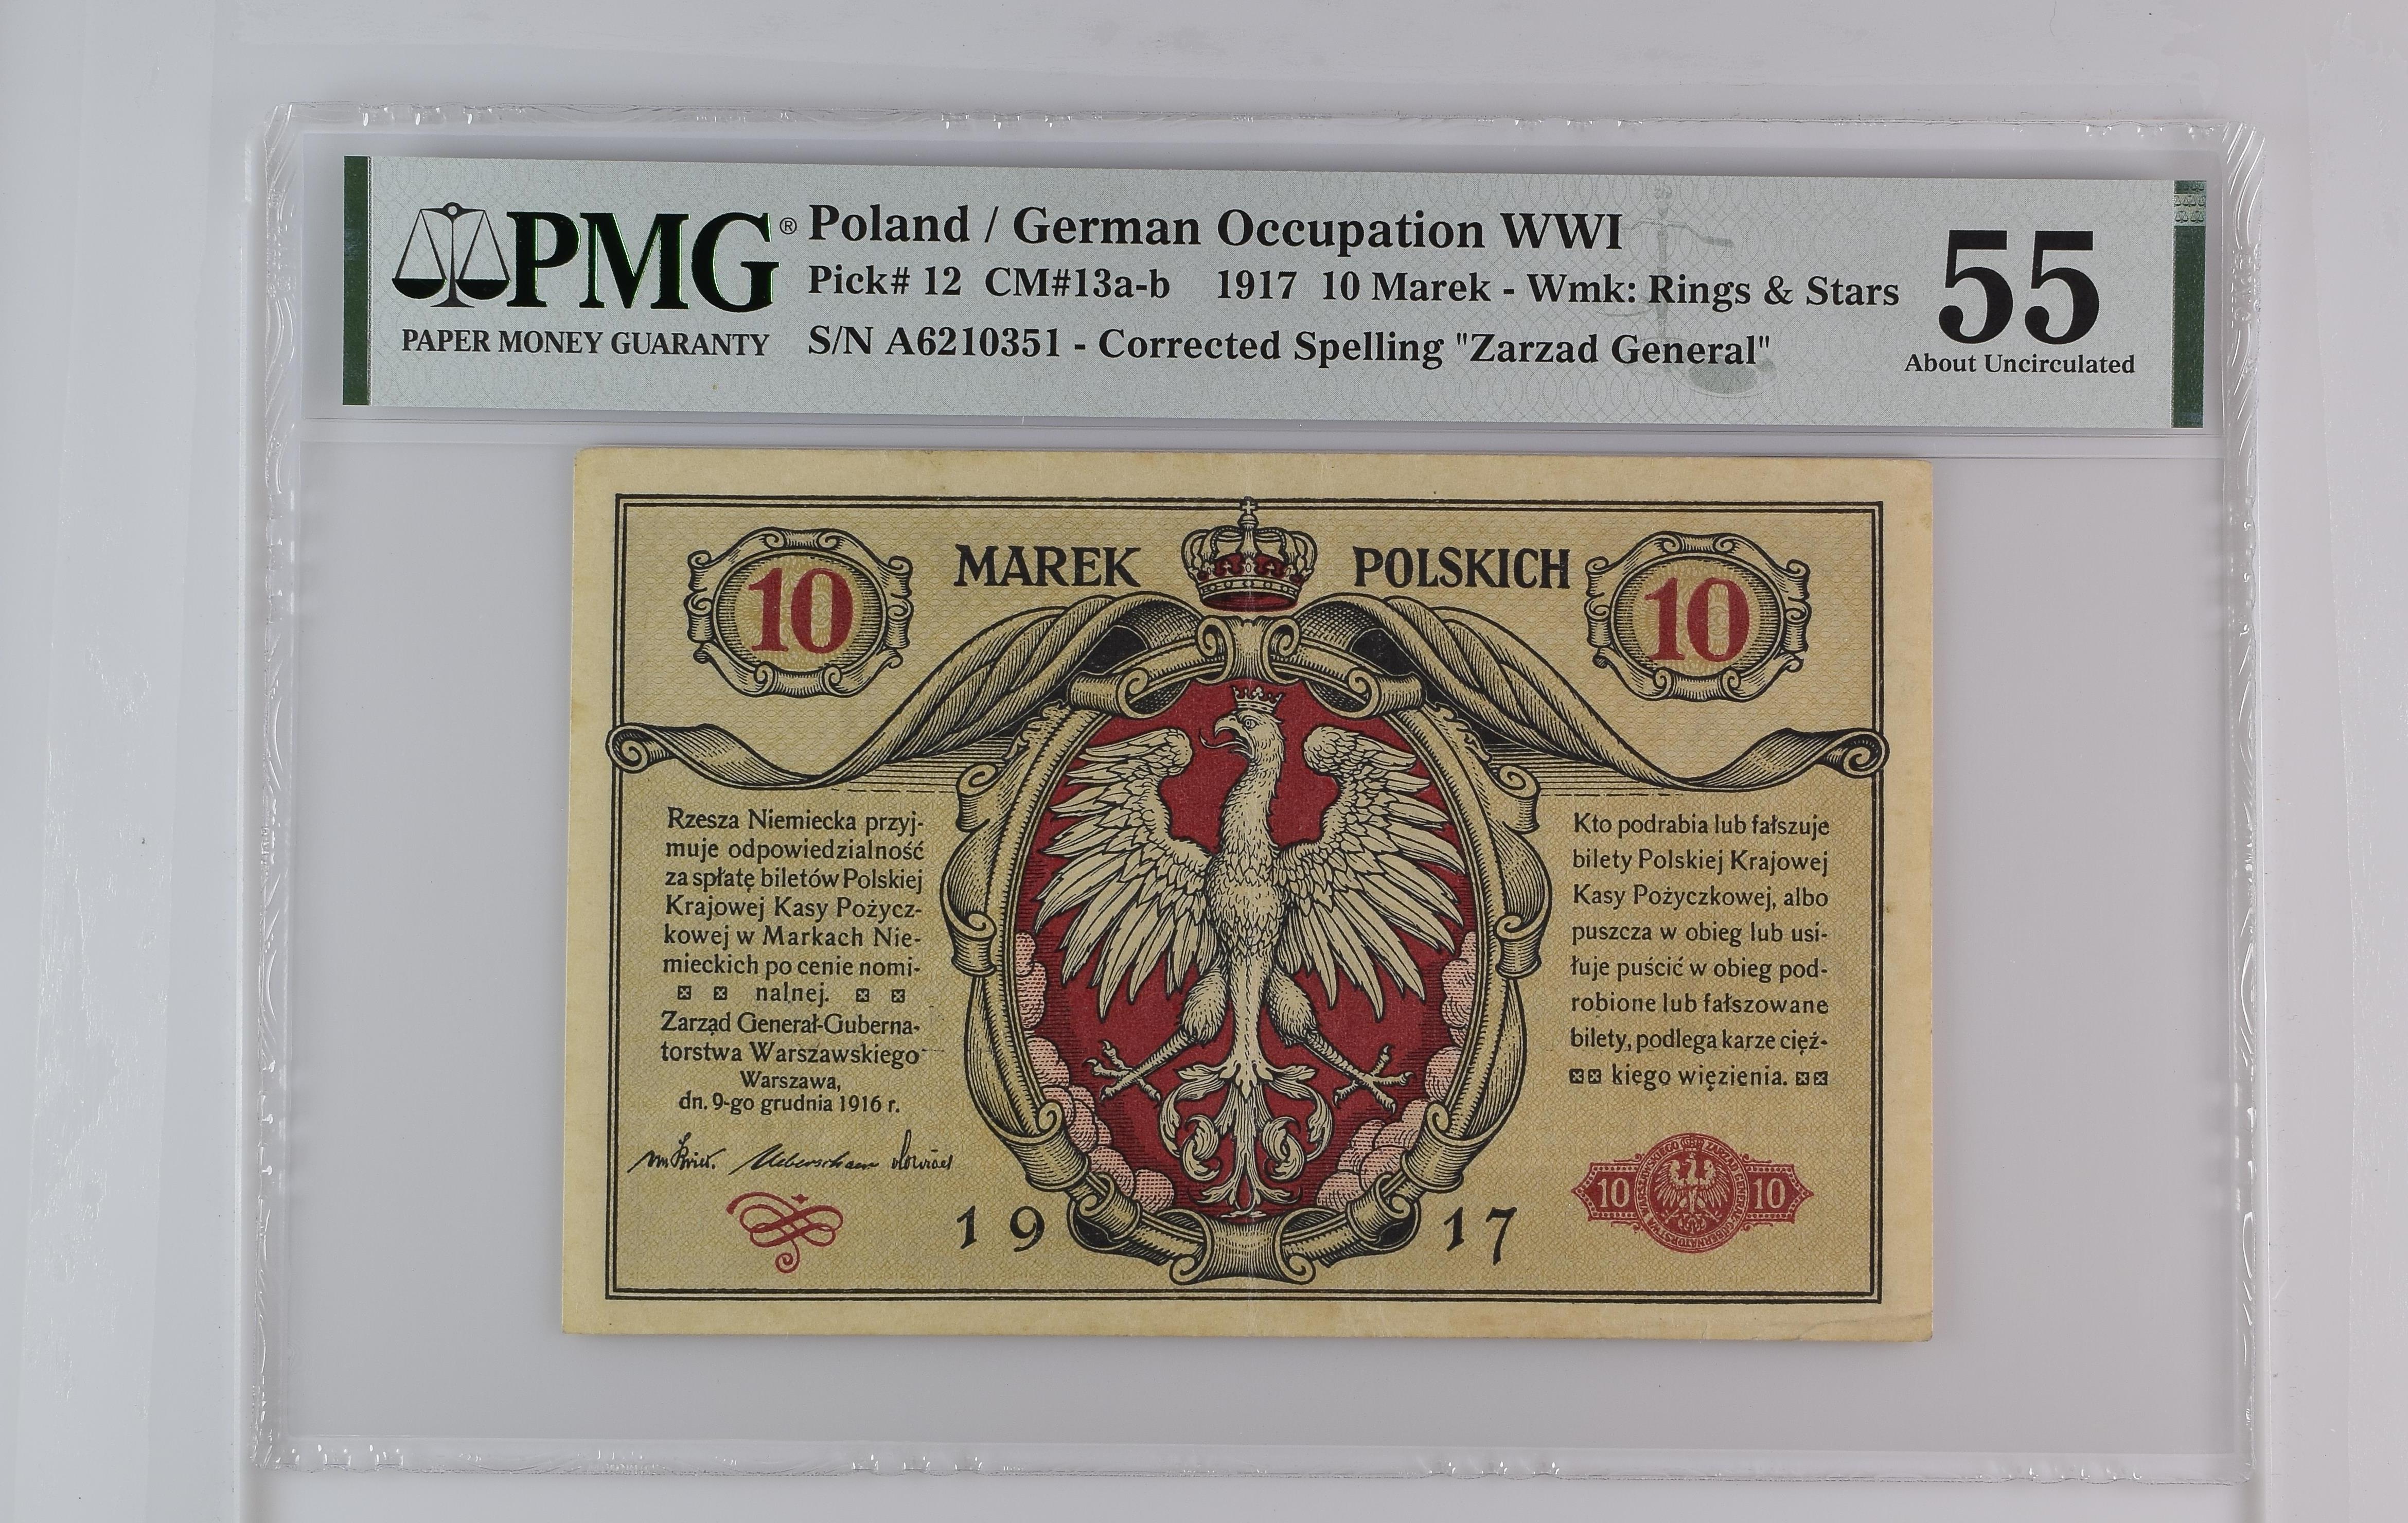 PMG® Poland / German Occupation WWI
Pick# 12 CM#13a-b 1917 10 Marek - Wmk: Rings & Stars
PAPER MONEY GUARANTY S/N A6210351 - Corrected Spelling "Zarzad General"
55
About Uncirculated
10 MAREK POLSKICH 10
Rzesza Niemiecka przyj-
muje odpowiedzialność
za spłatę biletów Polskiej
Krajowej Kasy Pożycz-
kowej w Markach Nie-
mieckich po cenie nomi-
nalnej.
Zarząd Generał-Guberna-
torstwa Warszawskiego
Warszawa,
dn. 9-go grudnia 1916 r.
Kto podrabia lub fałszuje
bilety Polskiej Krajowej
Kasy Pożyczkowej, albo
puszcza w obieg lub usi-
łuje puścić w obieg pod-
robione lub fałszowane
bilety, podlega karze cięż-
kiego więzienia.
1917
10 10